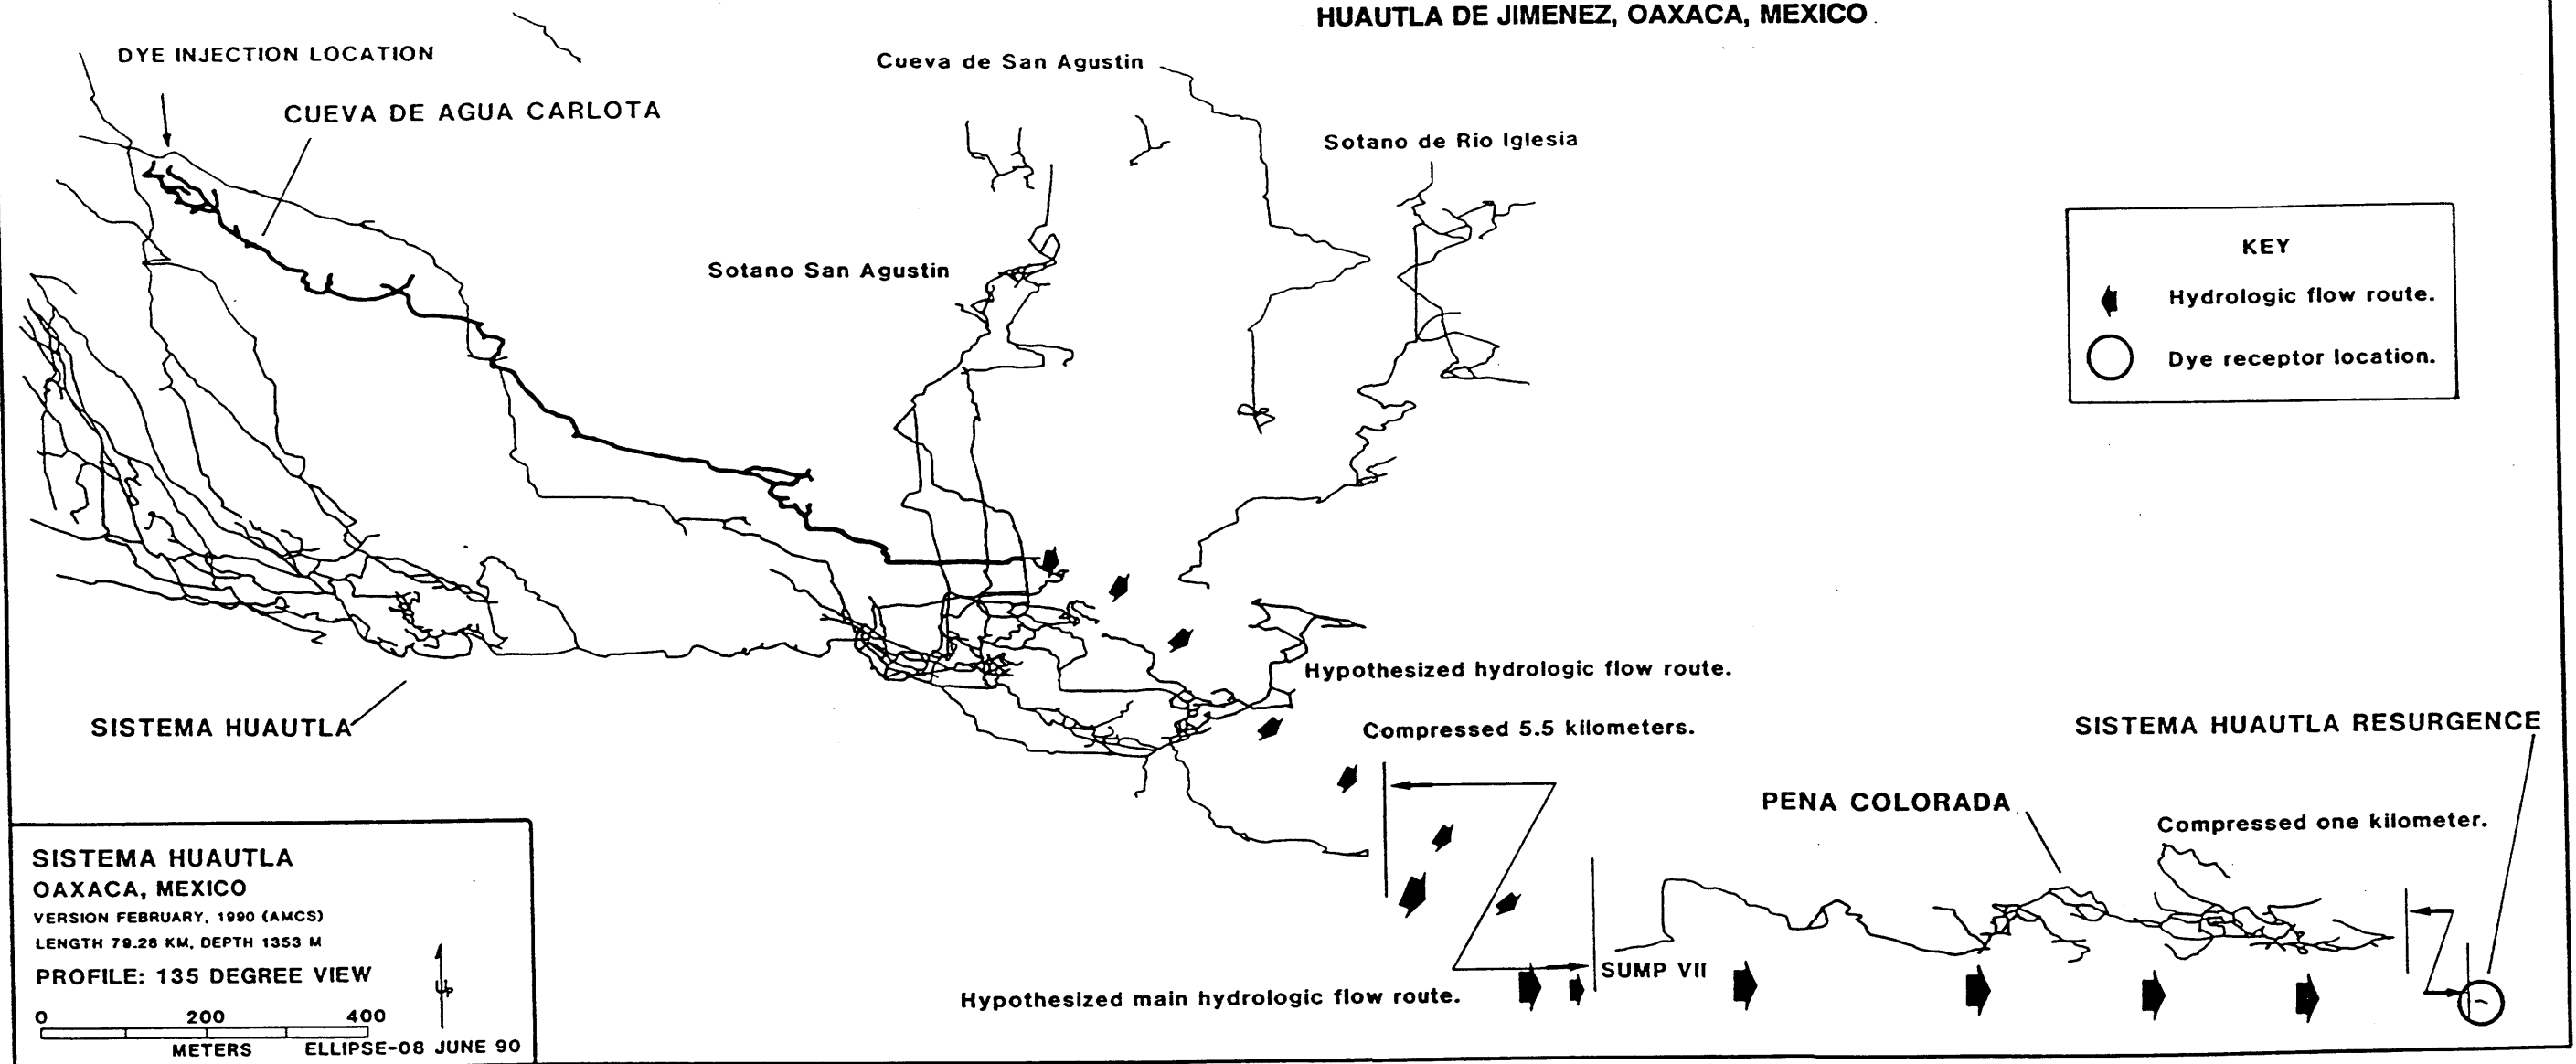 HUAUTLA DE JIMENEZ, OAXACA, MEXICO
DYE INJECTION LOCATION
CUEVA DE AGUA CARLOTA
Cueva de San Agustin
Sotano de Rio Iglesia
Sotano San Agustin
KEY
Hydrologic flow route.
Dye receptor location.
SISTEMA HUAUTLA
Hypothesized hydrologic flow route.
Compressed 5.5 kilometers.
SISTEMA HUAUTLA RESURGENCE
PENA COLORADA
Compressed one kilometer.
SUMP VII
Hypothesized main hydrologic flow route.
SISTEMA HUAUTLA
OAXACA, MEXICO
VERSION FEBRUARY, 1990 (AMCS)
LENGTH 79.28 KM, DEPTH 1353 M
PROFILE: 135 DEGREE VIEW
UP
0 200 400
METERS
ELLIPSE-08 JUNE 90